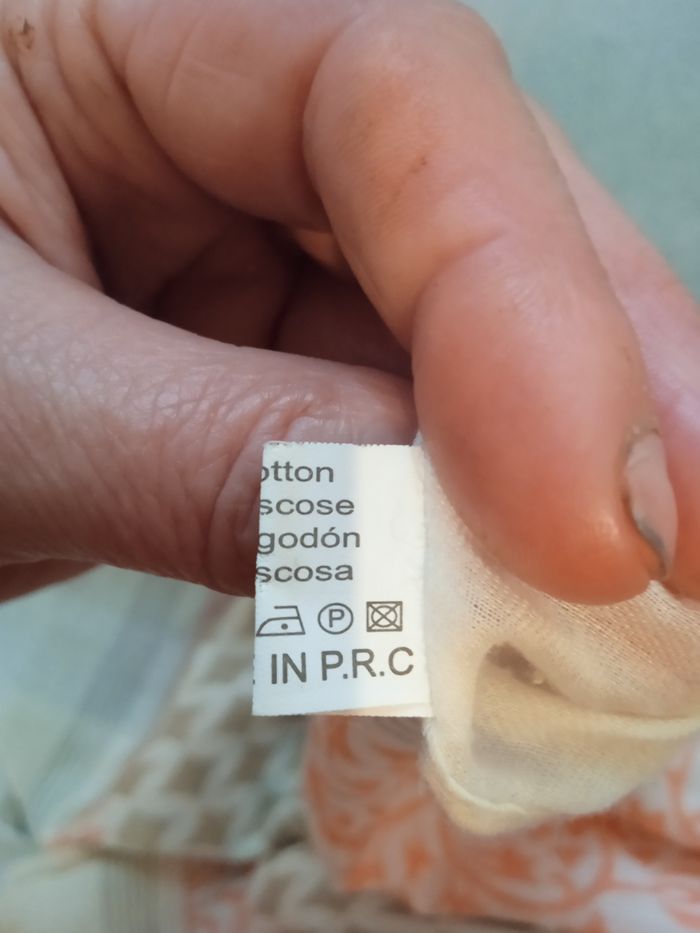 otton
scose
godón
scosa
P
. IN P.R.C